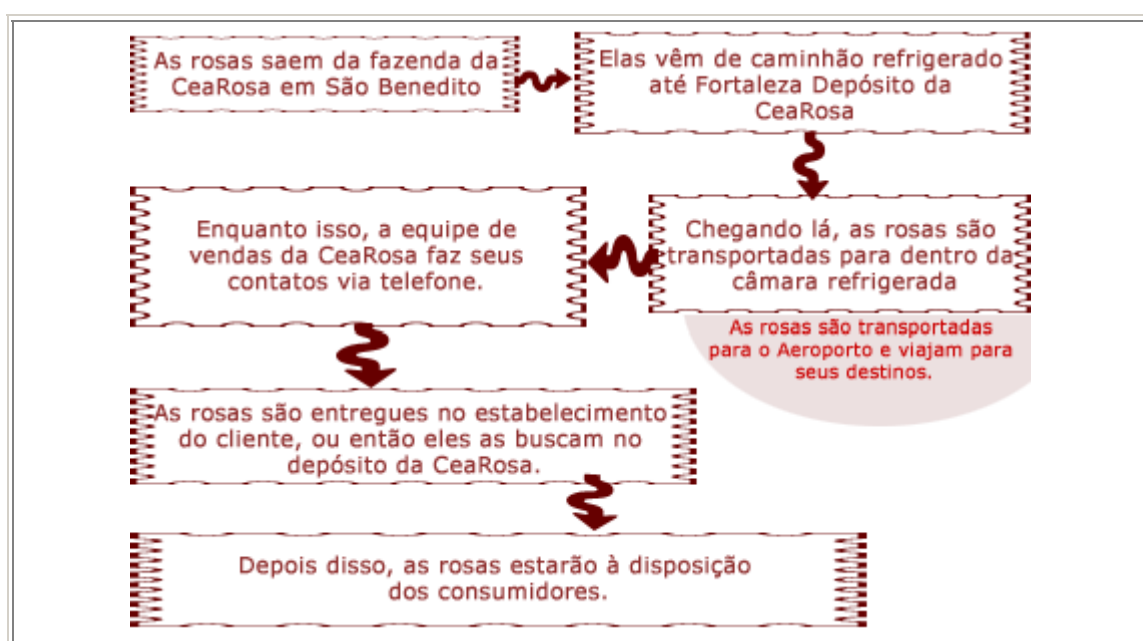 As rosas saem da fazenda da
CeaRosa em São Benedito
Elas vêm de caminhão refrigerado
até Fortaleza Depósito da
CeaRosa
Chegando lá, as rosas são
transportadas para dentro da
câmara refrigerada
As rosas são transportadas
para o Aeroporto e viajam para
seus destinos.
Enquanto isso, a equipe de
vendas da CeaRosa faz seus
contatos via telefone.
As rosas são entregues no estabelecimento
do cliente, ou então eles as buscam no
depósito da CeaRosa.
Depois disso, as rosas estarão à disposição
dos consumidores.